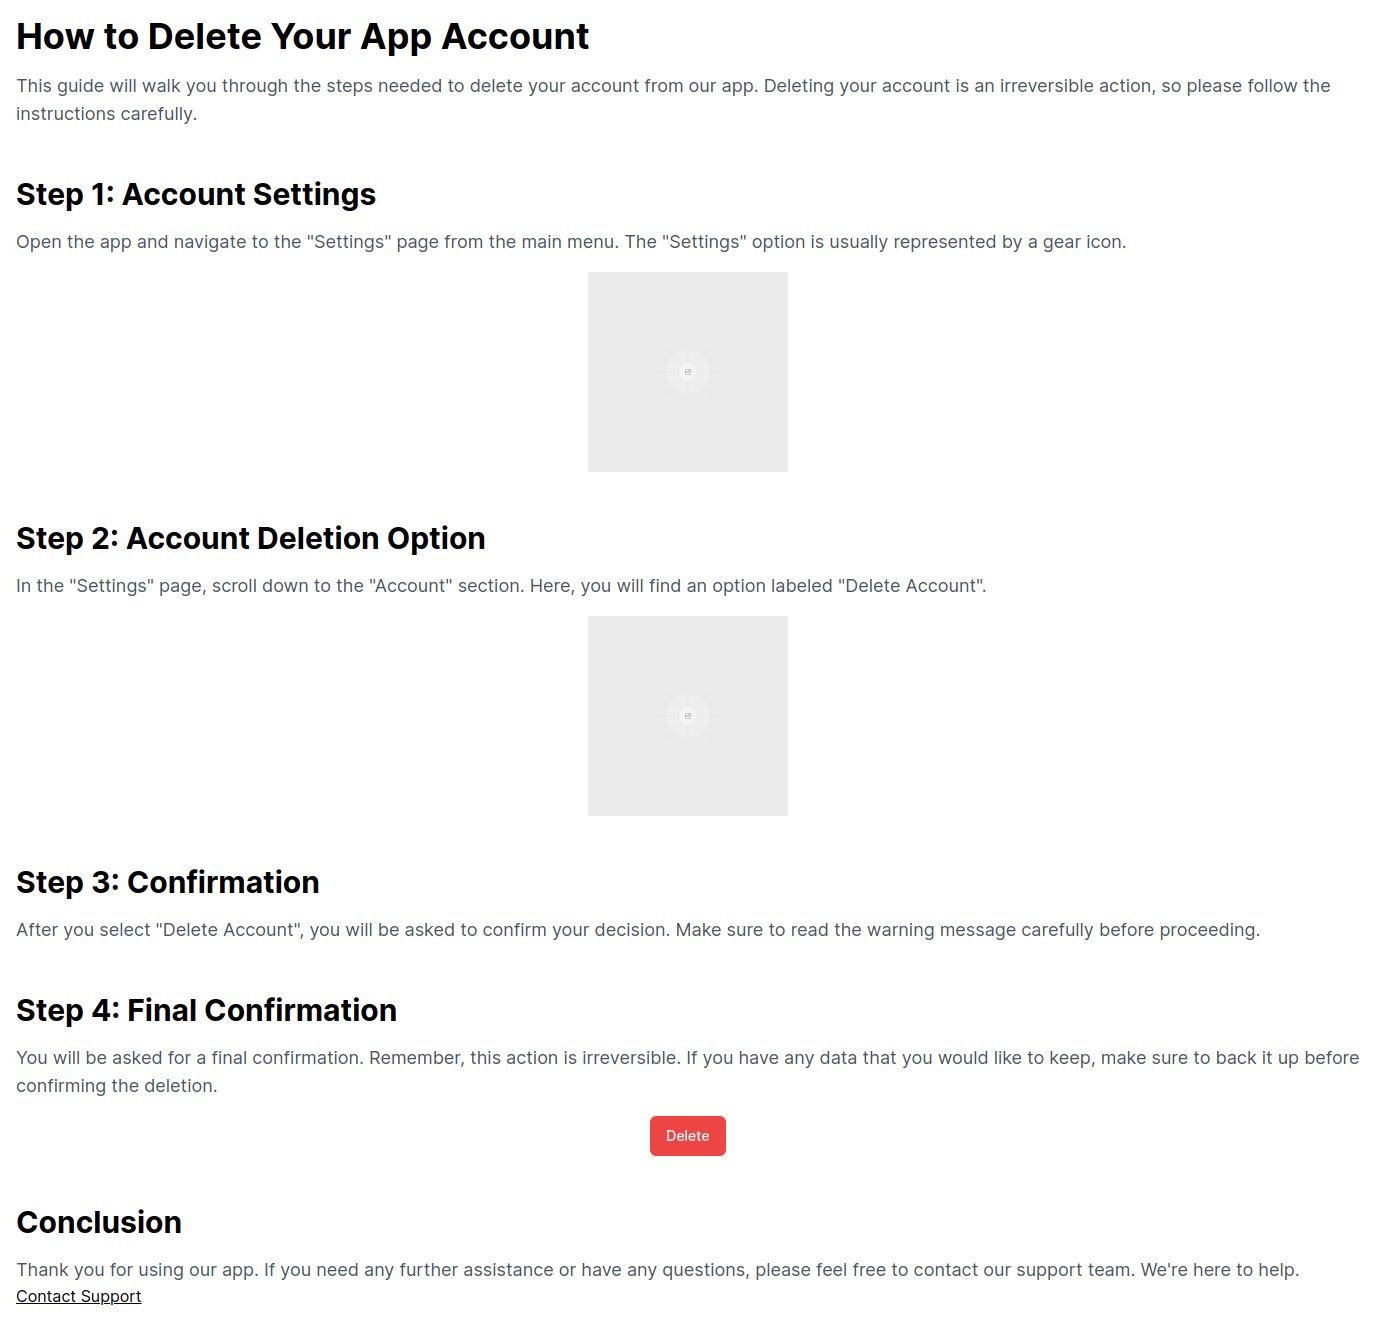 How to Delete Your App Account
This guide will walk you through the steps needed to delete your account from our app. Deleting your account is an irreversible action, so please follow the
instructions carefully.
Step 1: Account Settings
Open the app and navigate to the "Settings" page from the main menu. The "Settings" option is usually represented by a gear icon.
Step 2: Account Deletion Option
In the "Settings" page, scroll down to the "Account" section. Here, you will find an option labeled "Delete Account".
Step 3: Confirmation
After you select "Delete Account", you will be asked to confirm your decision. Make sure to read the warning message carefully before proceeding.
Step 4: Final Confirmation
You will be asked for a final confirmation. Remember, this action is irreversible. If you have any data that you would like to keep, make sure to back it up before
confirming the deletion.
Delete
Conclusion
Thank you for using our app. If you need any further assistance or have any questions, please feel free to contact our support team. We're here to help.
Contact Support